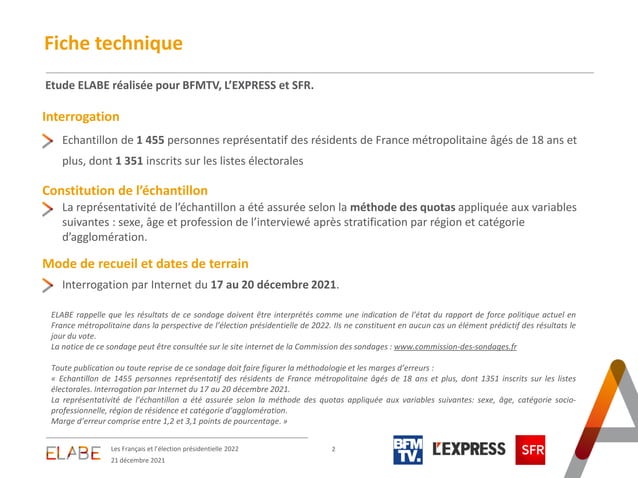 Fiche technique
Etude ELABE réalisée pour BFMTV, L’EXPRESS et SFR.
Interrogation
Echantillon de 1 455 personnes représentatif des résidents de France métropolitaine âgés de 18 ans et
plus, dont 1 351 inscrits sur les listes électorales
Constitution de l’échantillon
La représentativité de l’échantillon a été assurée selon la méthode des quotas appliquée aux variables
suivantes : sexe, âge et profession de l’interviewé après stratification par région et catégorie
d’agglomération.
Mode de recueil et dates de terrain
Interrogation par Internet du 17 au 20 décembre 2021.
ELABE rappelle que les résultats de ce sondage doivent être interprétés comme une indication de l’état du rapport de force politique actuel en
France métropolitaine dans la perspective de l’élection présidentielle de 2022. Ils ne constituent en aucun cas un élément prédictif des résultats le
jour du vote.
La notice de ce sondage peut être consultée sur le site internet de la Commission des sondages : www.commission-des-sondages.fr
Toute publication ou toute reprise de ce sondage doit faire figurer la méthodologie et les marges d’erreurs :
« Echantillon de 1455 personnes représentatif des résidents de France métropolitaine âgés de 18 ans et plus, dont 1351 inscrits sur les listes
électorales. Interrogation par Internet du 17 au 20 décembre 2021.
La représentativité de l’échantillon a été assurée selon la méthode des quotas appliquée aux variables suivantes: sexe, âge, catégorie socio-
professionnelle, région de résidence et catégorie d’agglomération.
Marge d’erreur comprise entre 1,2 et 3,1 points de pourcentage. »
ELABE
Les Français et l’élection présidentielle 2022
21 décembre 2021
2
BFM
TV.
L’EXPRESS
SFR